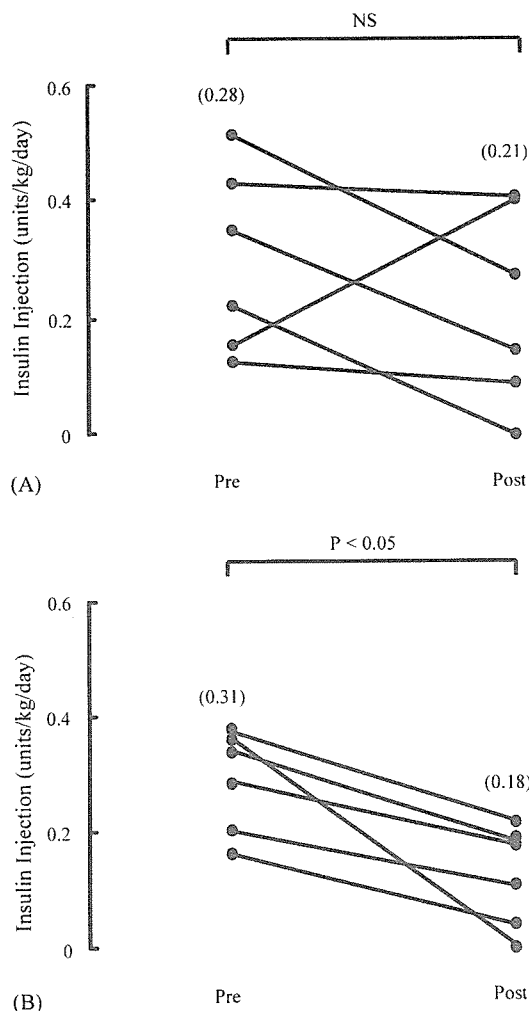 NS
0.6
(0.28)
(0.21)
0.4
0.2
0
Insulin Injection (units/kg/day)
(A)
Pre
Post
P < 0.05
0.6
(0.31)
0.4
(0.18)
0.2
0
Insulin Injection (units/kg/day)
(B)
Pre
Post